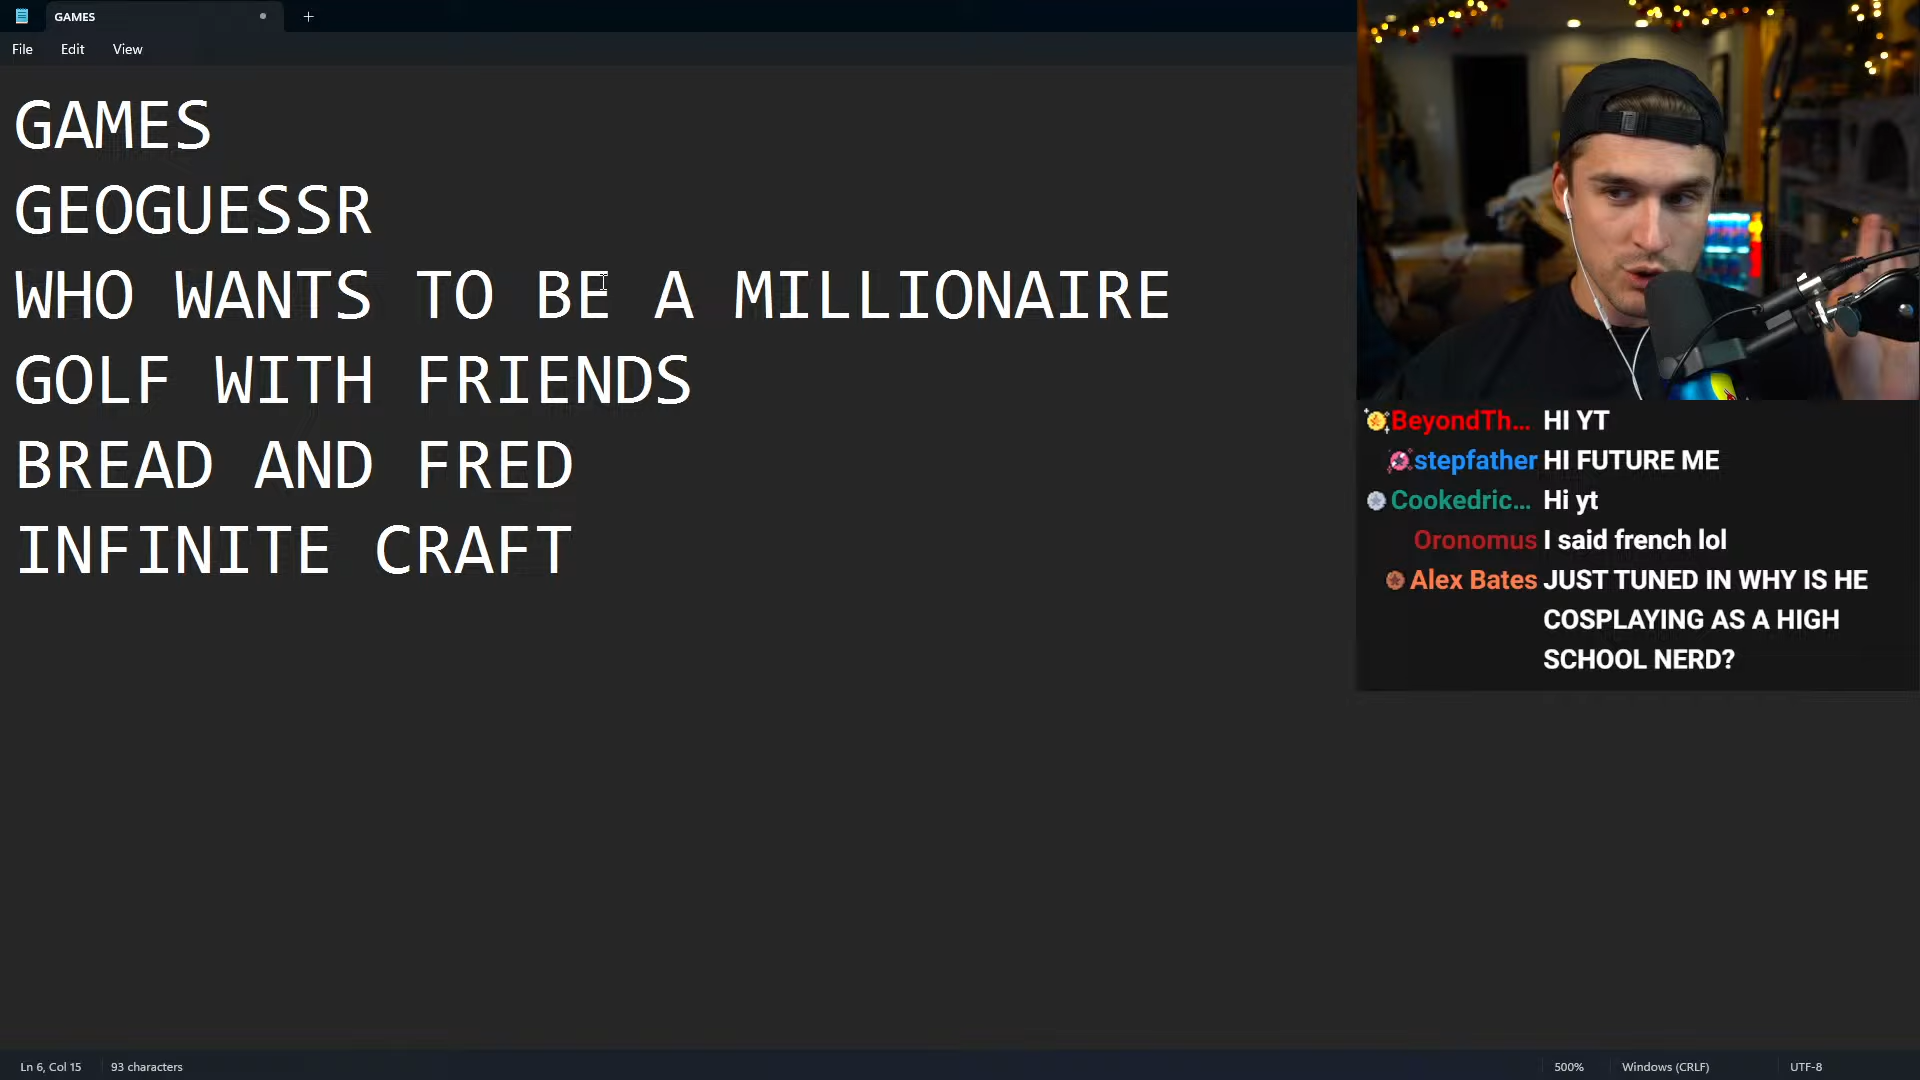 GAMES
File Edit View
GAMES
GEOGUESSR
WHO WANTS TO BE A MILLIONAIRE
GOLF WITH FRIENDS
BREAD AND FRED
INFINITE CRAFT
BeyondTh... HI YT
stepfather HI FUTURE ME
Cookedric... Hi yt
Oronomus I said french lol
Alex Bates JUST TUNED IN WHY IS HE
COSPLAYING AS A HIGH
SCHOOL NERD?
Ln 6, Col 15 93 characters 500% Windows (CRLF) UTF-8